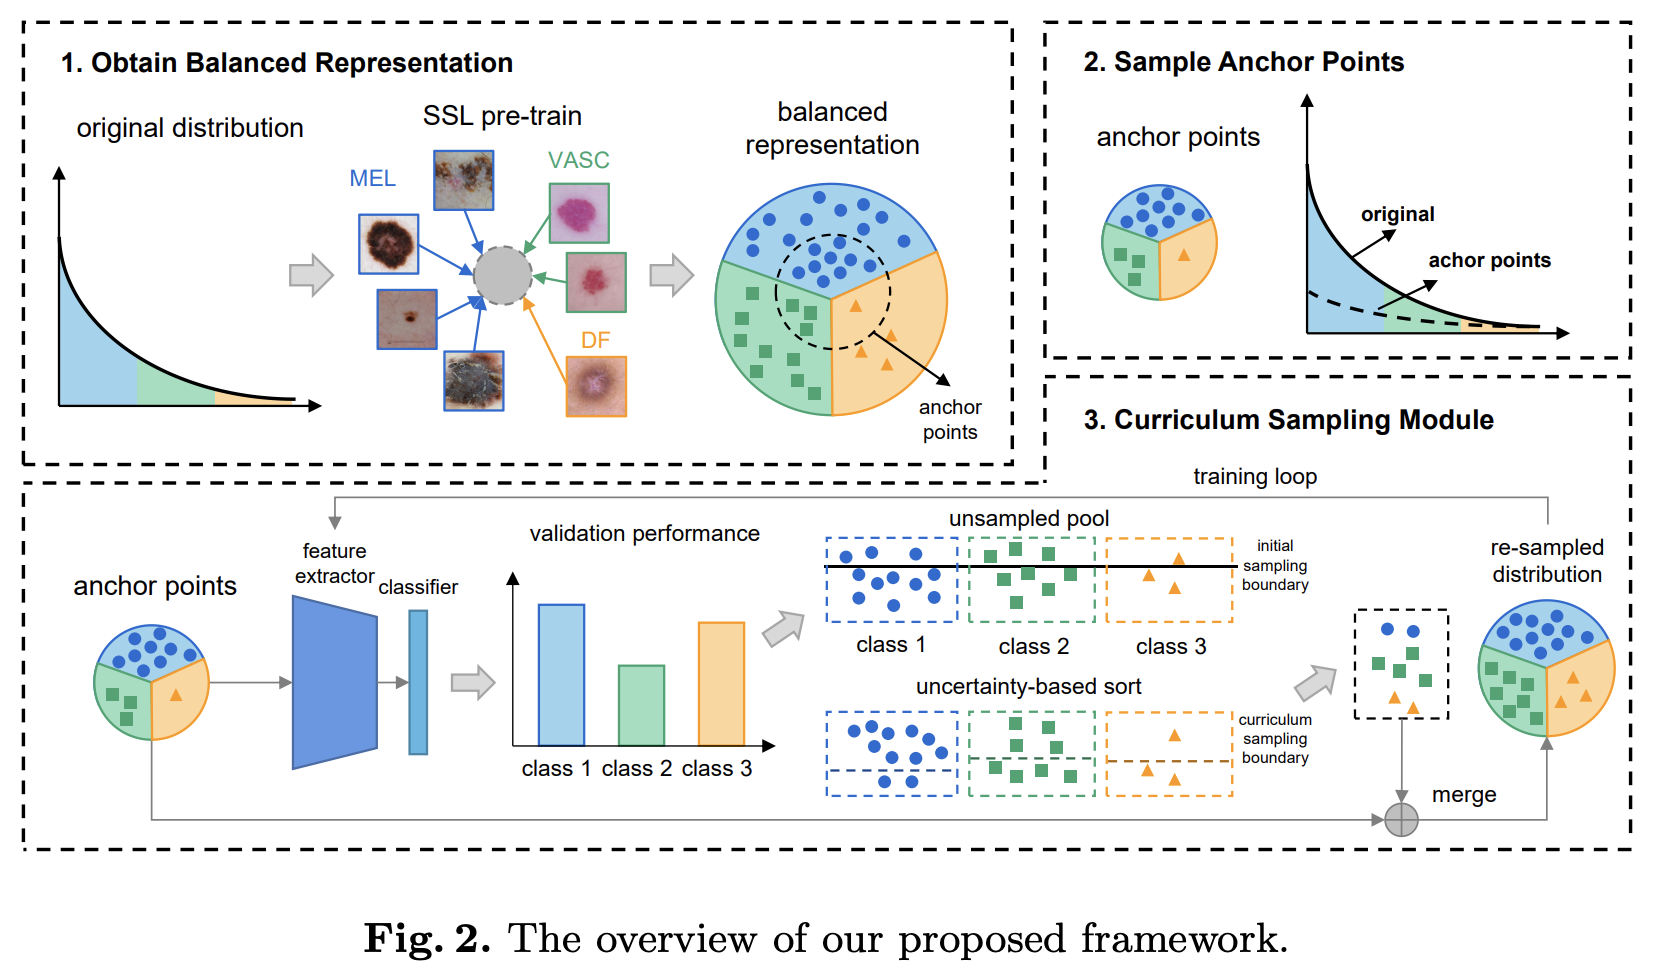 1. Obtain Balanced Representation
original distribution
SSL pre-train
MEL
VASC
DF
balanced
representation
anchor
points
2. Sample Anchor Points
anchor points
original
achor points
3. Curriculum Sampling Module
training loop
anchor points
feature
extractor
classifier
validation performance
class 1 class 2 class 3
unsampled pool
initial
sampling
boundary
class 1 class 2 class 3
uncertainty-based sort
curriculum
sampling
boundary
re-sampled
distribution
merge
Fig. 2. The overview of our proposed framework.